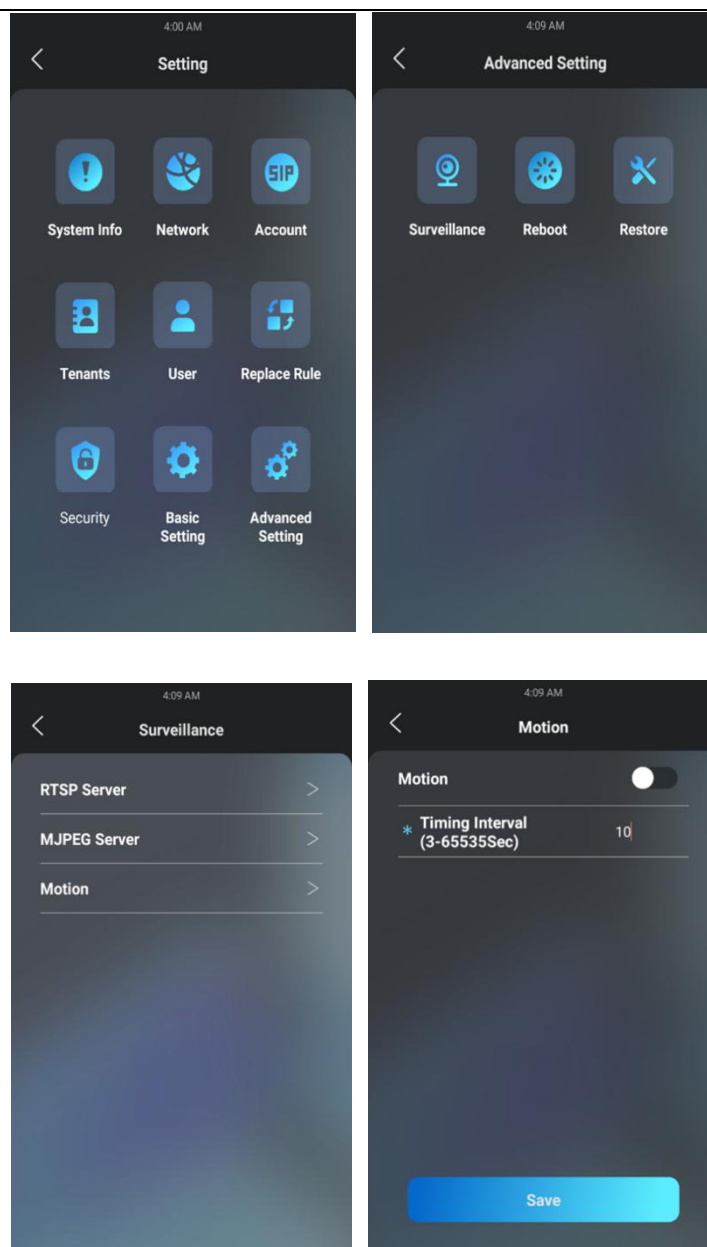 4:00 AM
Setting
System Info
Network
SIP
Account
Tenants
User
Replace Rule
Security
Basic
Setting
Advanced
Setting
4:09 AM
Advanced Setting
Surveillance
Reboot
Restore
4:09 AM
Surveillance
RTSP Server
MJPEG Server
Motion
4:09 AM
Motion
Motion
* Timing Interval
(3-65535Sec)
10
Save